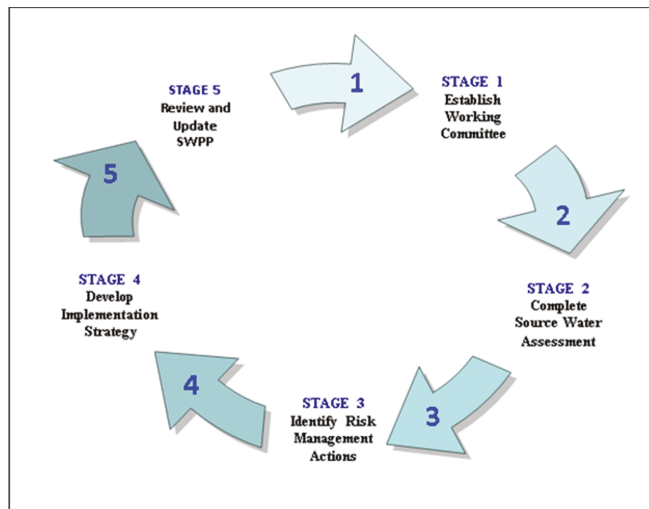 1
STAGE 1
Establish
Working
Committee
2
STAGE 2
Complete
Source Water
Assessment
3
STAGE 3
Identify Risk
Management
Actions
4
STAGE 4
Develop
Implementation
Strategy
5
STAGE 5
Review and
Update
SWPP